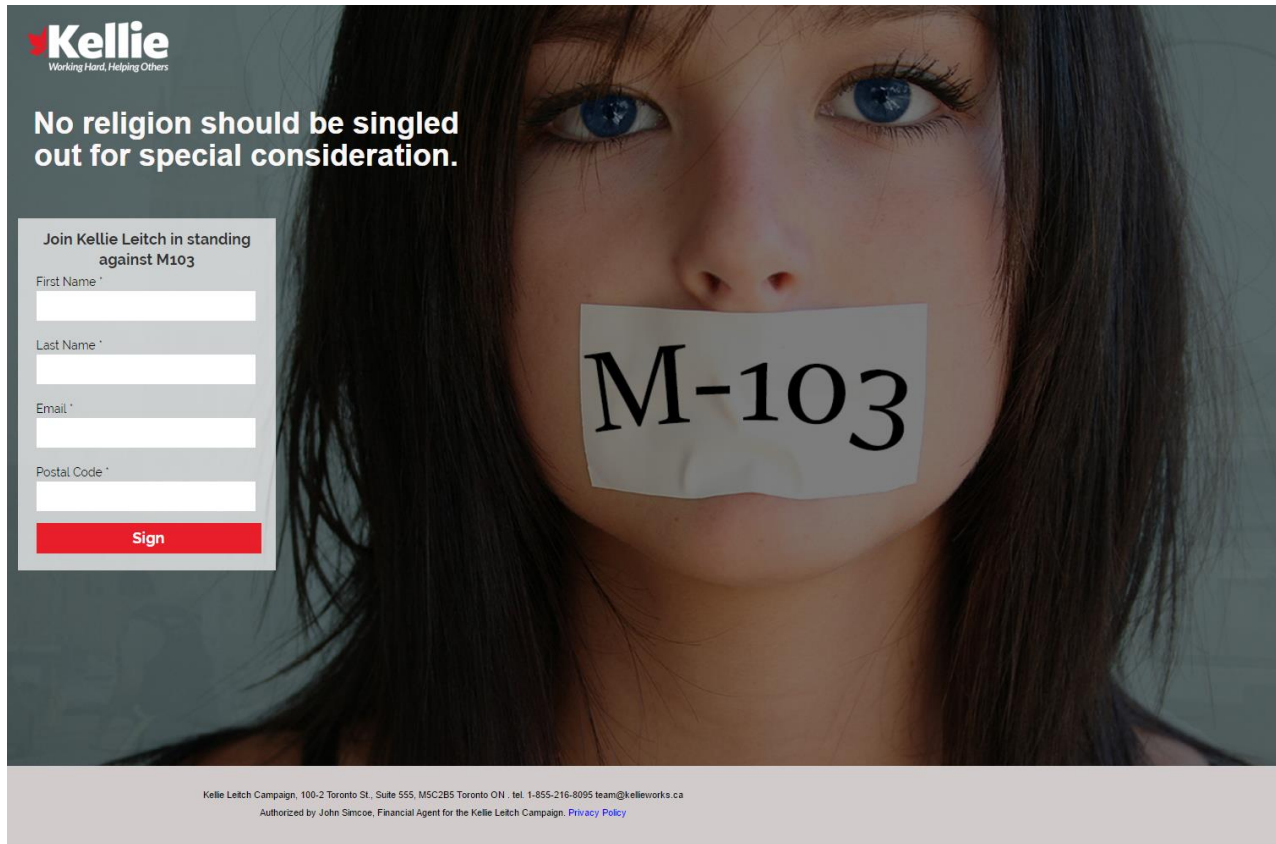 Kellie
Working Hard, Helping Others
No religion should be singled
out for special consideration.
Join Kellie Leitch in standing
against M103
First Name *
Last Name *
Email *
Postal Code *
Sign
M-103
Kellie Leitch Campaign, 100-2 Toronto St., Suite 555, M5C2B5 Toronto ON . tel. 1-855-216-8095 team@kellieworks.ca
Authorized by John Simcoe, Financial Agent for the Kellie Leitch Campaign. Privacy Policy